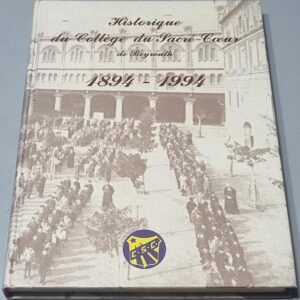 Historique
du Collège du Sacré-Cœur
de Beyrouth
1894 - 1994
C.S.C.